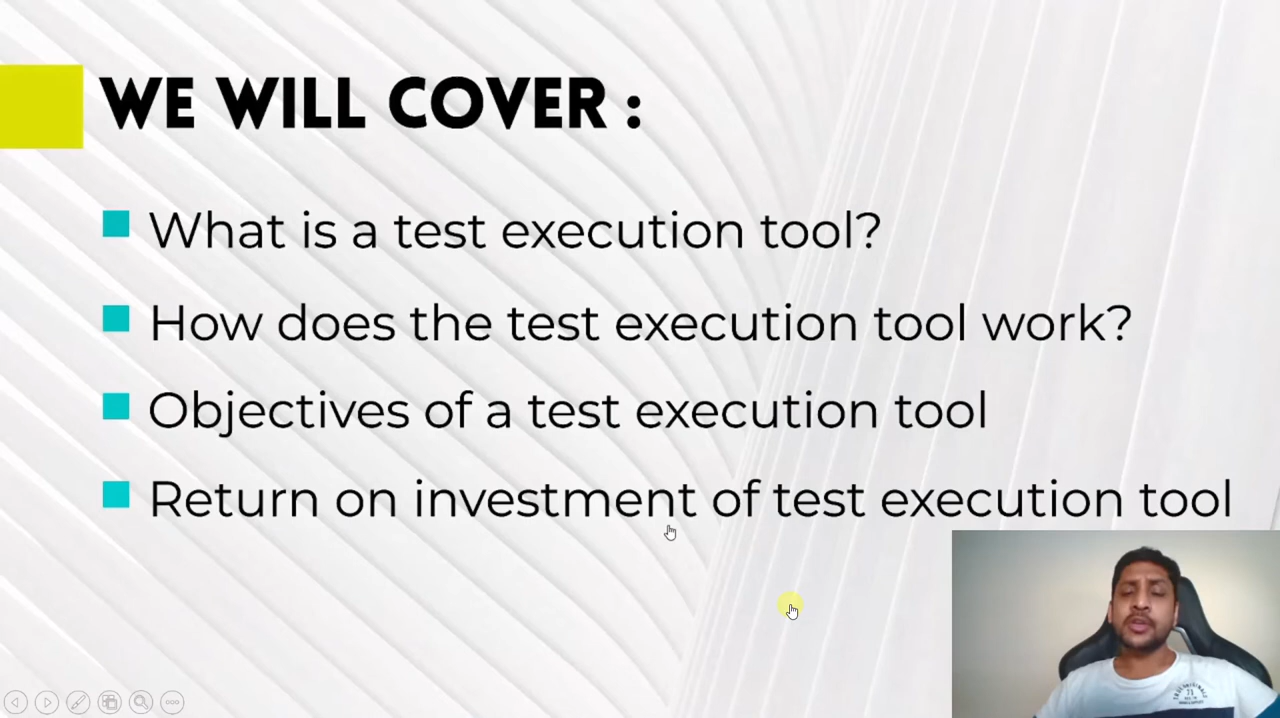 WE WILL COVER :
What is a test execution tool?
How does the test execution tool work?
Objectives of a test execution tool
Return on investment of test execution tool